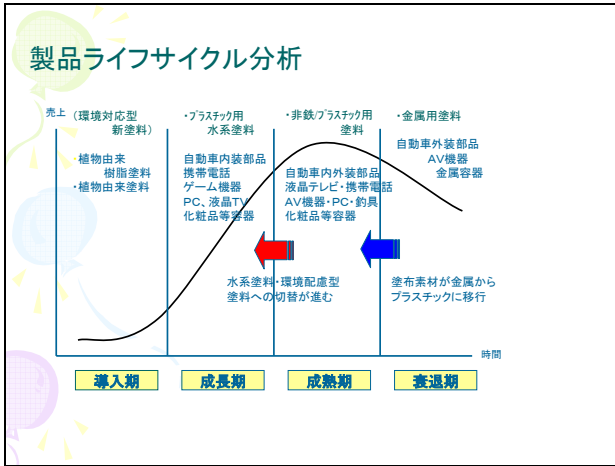 製品ライフサイクル分析
売上
(環境対応型
新塗料)
・植物由来
樹脂塗料
・植物由来塗料
・プラスチック用
水系塗料
自動車内装部品
携帯電話
ゲーム機器
PC、液晶TV
化粧品等容器
・非鉄/プラスチック用
塗料
自動車内外装部品
液晶テレビ・携帯電話
AV機器・PC・釣具
化粧品等容器
・金属用塗料
自動車外装部品
AV機器
金属容器
水系塗料・環境配慮型
塗料への切替が進む
塗布素材が金属から
プラスチックに移行
時間
導入期
成長期
成熟期
衰退期